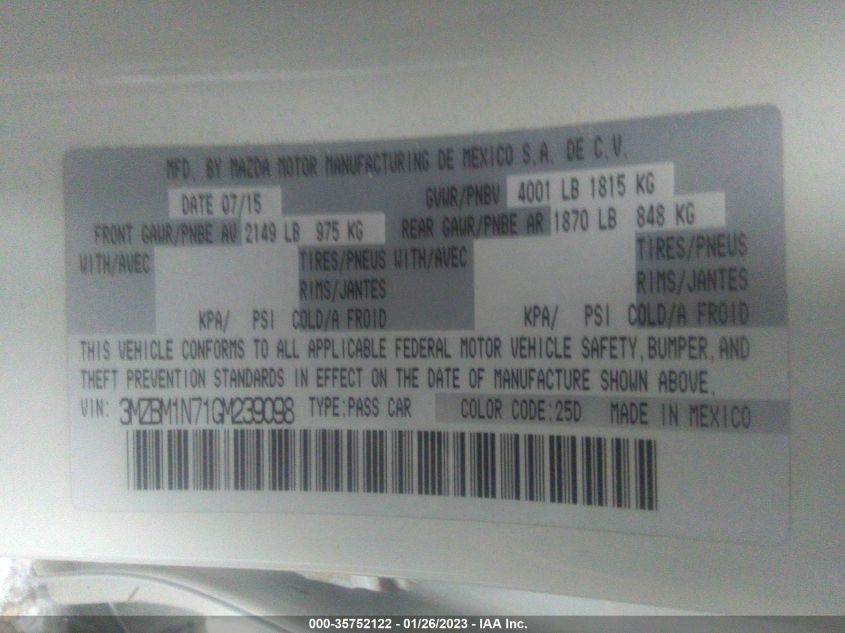 MFD. BY MAZDA MOTOR MANUFACTURING DE MEXICO S.A. DE C.V.
DATE 07/15 GVWR/PNBV 4001 LB 1815 KG
FRONT GAWR/PNBE AV 2149 LB 975 KG REAR GAWR/PNBE AR 1870 LB 848 KG
WITH/AVEC TIRES/PNEUS WITH/AVEC TIRES/PNEUS
RIMS/JANTES RIMS/JANTES
KPA/ PSI COLD/A FROID KPA/ PSI COLD/A FROID
THIS VEHICLE CONFORMS TO ALL APPLICABLE FEDERAL MOTOR VEHICLE SAFETY, BUMPER, AND
THEFT PREVENTION STANDARDS IN EFFECT ON THE DATE OF MANUFACTURE SHOWN ABOVE.
VIN: 3MZBM1N71GM239098 TYPE:PASS CAR COLOR CODE:25D MADE IN MEXICO
000-35752122 - 01/26/2023 - IAA Inc.